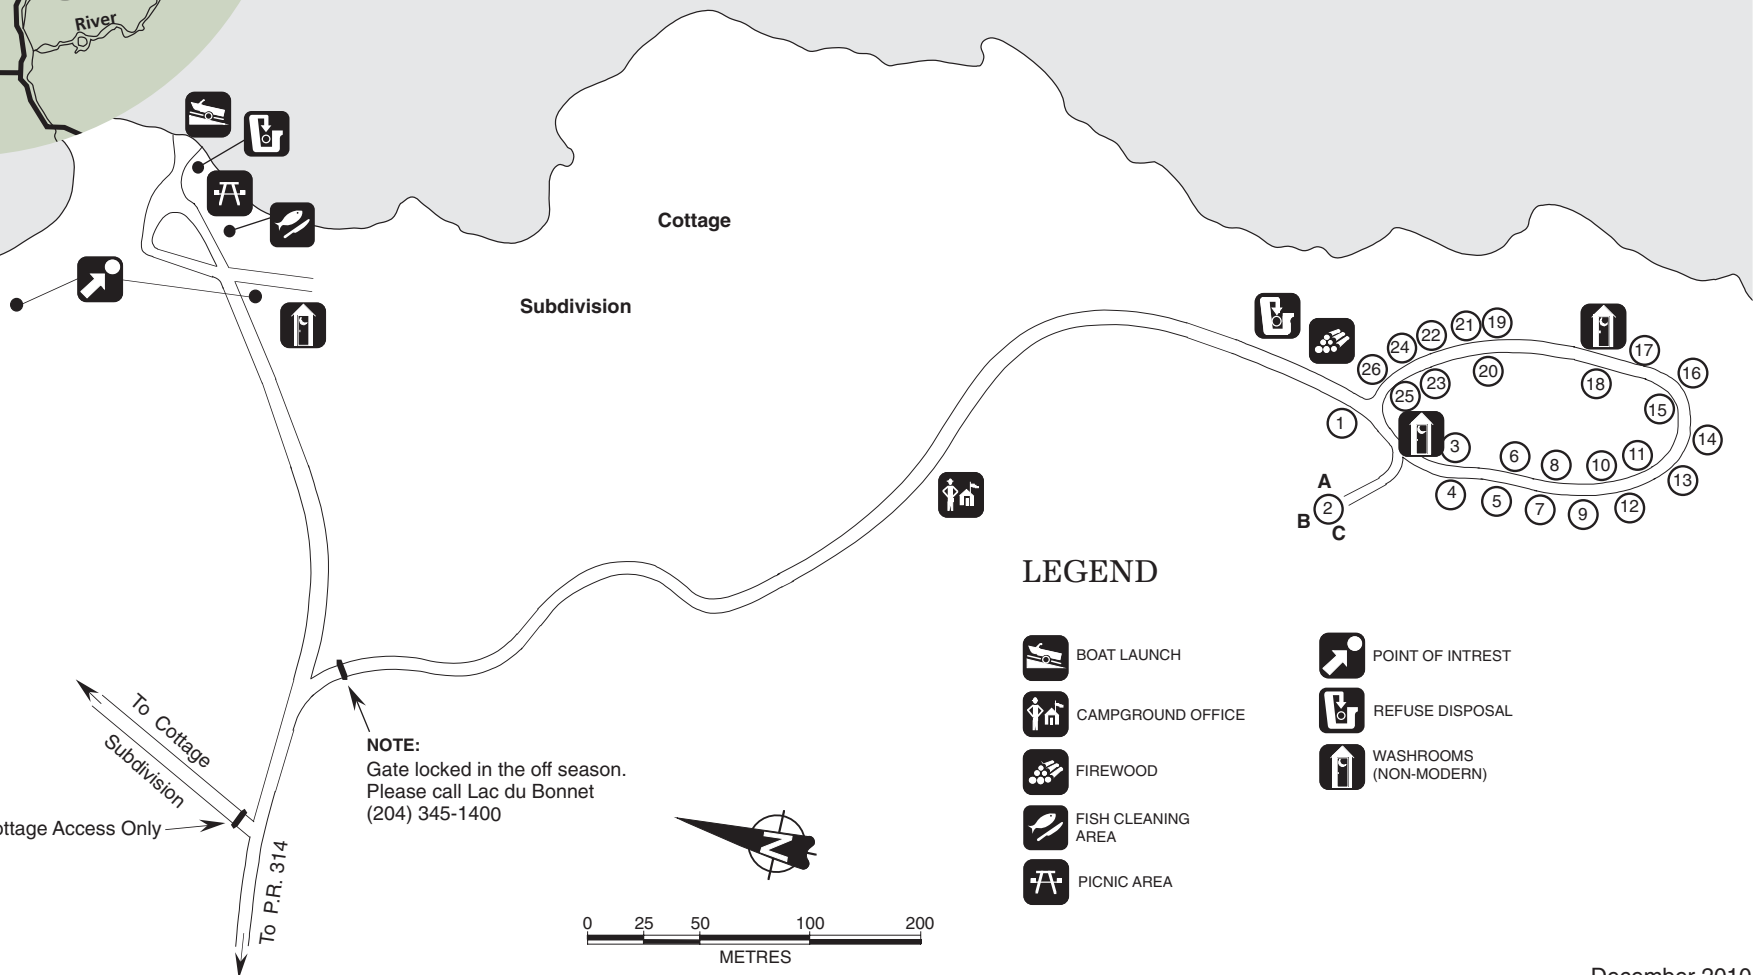 River
Cottage
Subdivision
22
21
19
24
17
26
16
20
23
18
25
15
1
14
3
11
6
8
10
A
13
4
5
12
2
7
9
B
C
LEGEND
BOAT LAUNCH
CAMPGROUND OFFICE
FIREWOOD
FISH CLEANING
AREA
PICNIC AREA
POINT OF INTREST
REFUSE DISPOSAL
WASHROOMS
(NON-MODERN)
To Cottage
Subdivision
NOTE:
Gate locked in the off season.
Please call Lac du Bonnet
(204) 345-1400
Access Only
To P.R. 314
N
0 25 50 100 200
METRES
2010